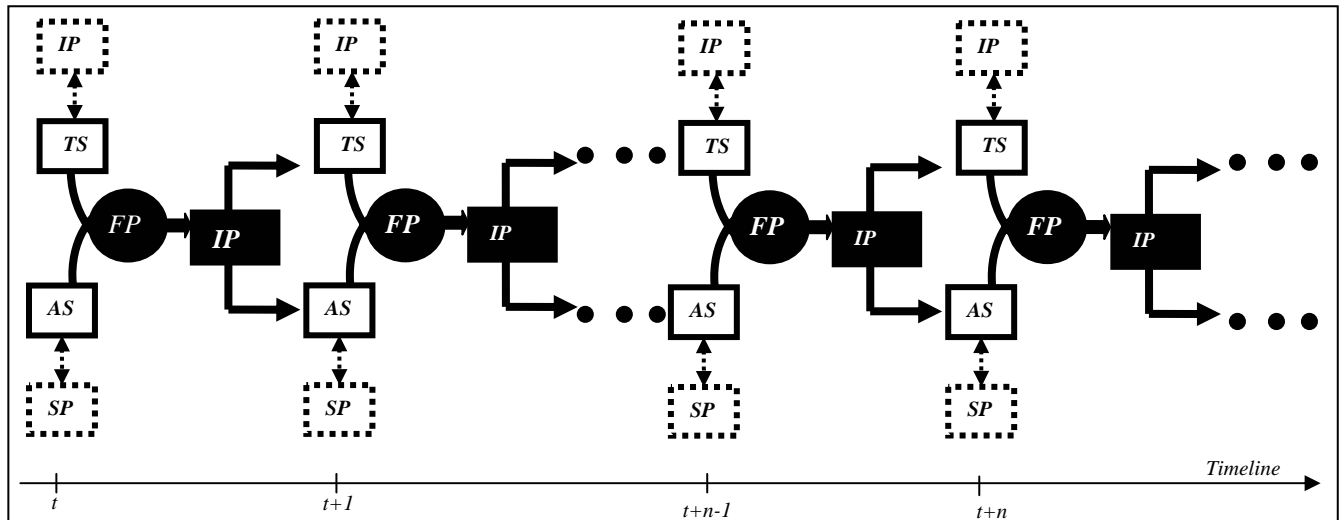 IP IP IP IP
TS TS TS TS
FP IP FP IP FP IP FP IP
AS AS AS AS
SP SP SP SP
Timeline
t t+1 t+n-1 t+n